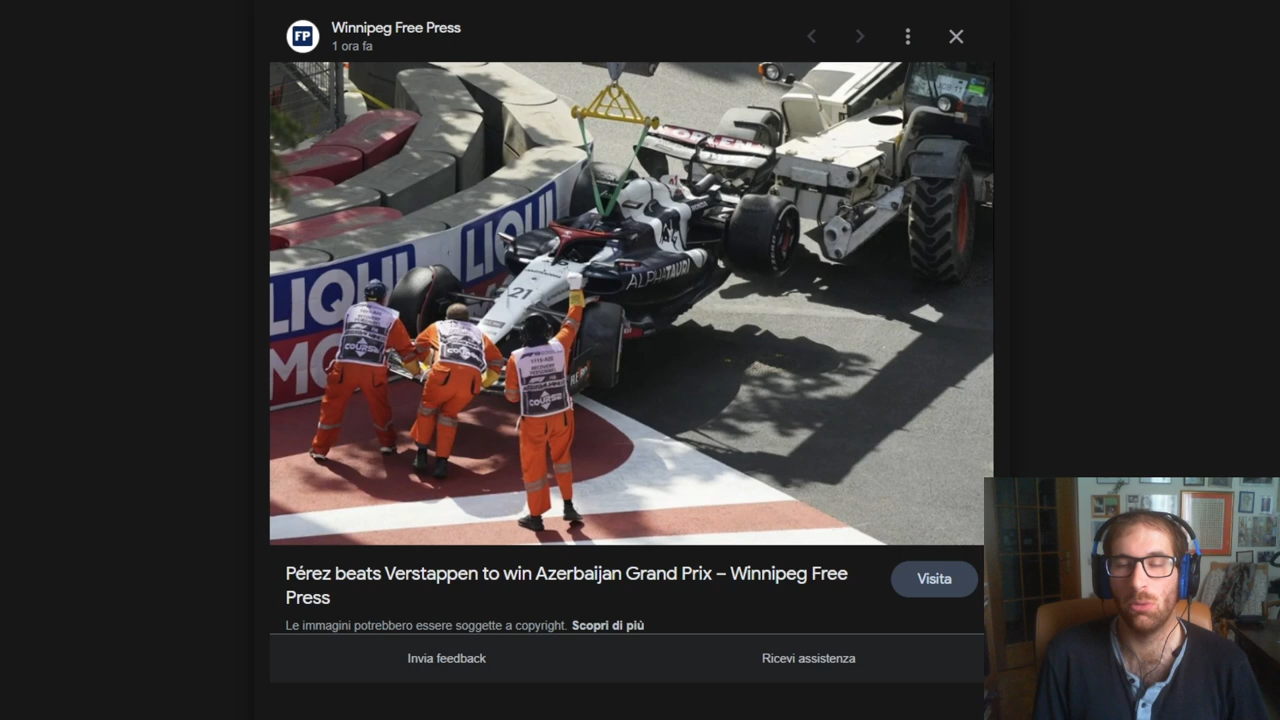 FP
Winnipeg Free Press
1 ora fa
LIQUI
LIQUI
MO
21
ALPHATAURI
COURSE
COURSE
COURSE
Pérez beats Verstappen to win Azerbaijan Grand Prix – Winnipeg Free
Press
Visita
Le immagini potrebbero essere soggette a copyright. Scopri di più
Invia feedback
Ricevi assistenza